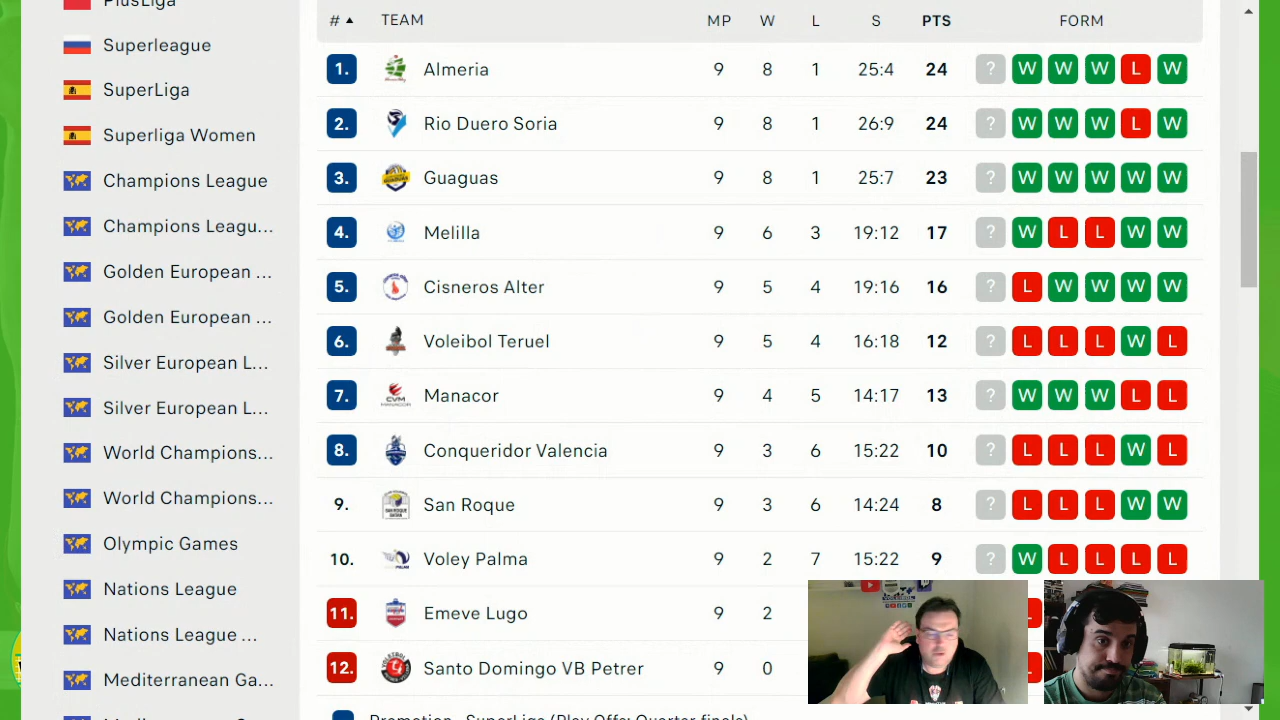 PlusLiga
Superleague
SuperLiga
Superliga Women
Champions League
Champions Leagu...
Golden European ...
Golden European ...
Silver European L...
Silver European L...
World Champions...
World Champions...
Olympic Games
Nations League
Nations League ...
Mediterranean Ga...
# TEAM MP W L S PTS FORM
1. Almeria 9 8 1 25:4 24 ? W W W L W
2. Rio Duero Soria 9 8 1 26:9 24 ? W W W L W
3. Guaguas 9 8 1 25:7 23 ? W W W W W
4. Melilla 9 6 3 19:12 17 ? W L L W W
5. Cisneros Alter 9 5 4 19:16 16 ? L W W W W
6. Voleibol Teruel 9 5 4 16:18 12 ? L L L W L
7. Manacor 9 4 5 14:17 13 ? W W W L L
8. Conqueridor Valencia 9 3 6 15:22 10 ? L L L W L
9. San Roque 9 3 6 14:24 8 ? L L L W W
10. Voley Palma 9 2 7 15:22 9 ? W L L L L
11. Emeve Lugo 9 2
12. Santo Domingo VB Petrer 9 0
Promotion - SuperLiga (Play Offs: Quarter-finals)